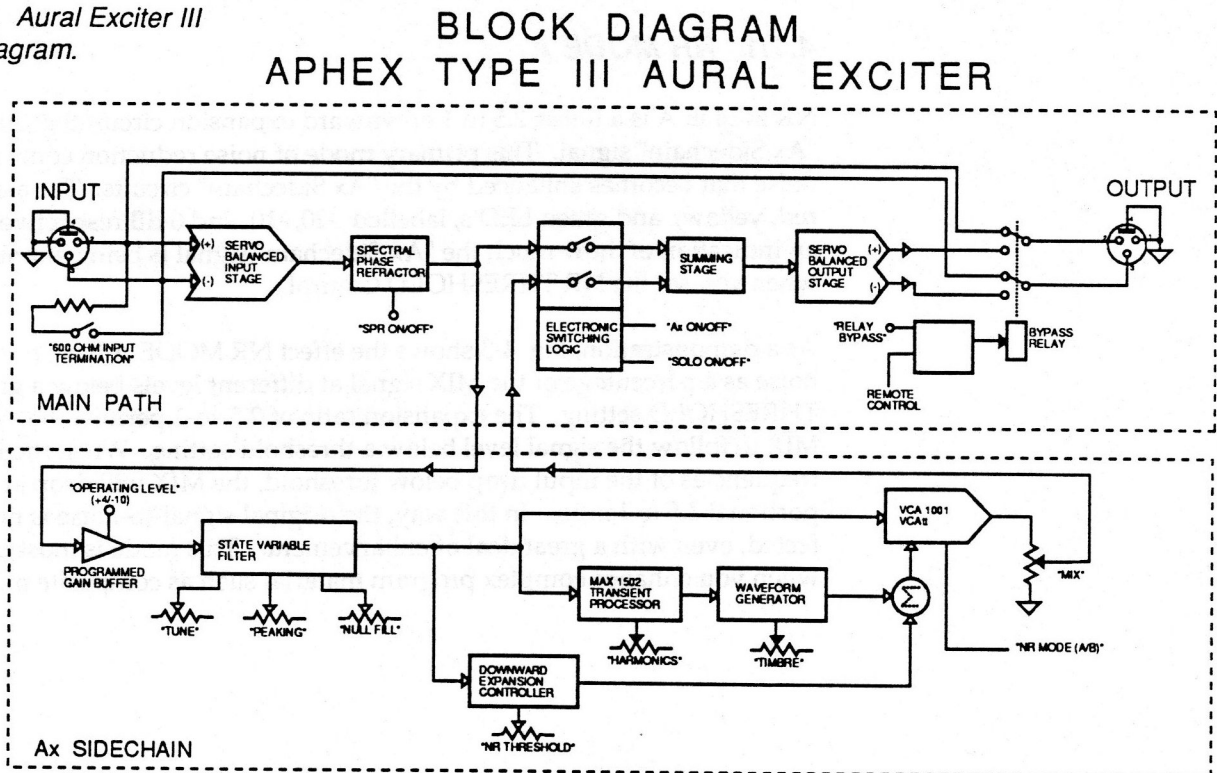 Aural Exciter III
agram.
BLOCK DIAGRAM
APHEX TYPE III AURAL EXCITER
INPUT
OUTPUT
(+)
(-)
SERVO
BALANCED
INPUT
STAGE
SPECTRAL
PHASE
REFRACTOR
"SPR ON/OFF"
"600 OHM INPUT
TERMINATION"
ELECTRONIC
SWITCHING
LOGIC
"Ax ON/OFF"
"SOLO ON/OFF"
SUMMING
STAGE
SERVO
BALANCED
OUTPUT
STAGE
(+)
(-)
"RELAY
BYPASS"
BYPASS
RELAY
REMOTE
CONTROL
MAIN PATH
"OPERATING LEVEL"
(+4/-10)
PROGRAMMED
GAIN BUFFER
STATE VARIABLE
FILTER
"TUNE"
"PEAKING"
"NULL FILL"
MAX 1502
TRANSIENT
PROCESSOR
"HARMONICS"
WAVEFORM
GENERATOR
"TIMBRE"
VCA 1001
VCA II
"MIX"
"NR MODE (A/B)"
DOWNWARD
EXPANSION
CONTROLLER
"NR THRESHOLD"
Ax SIDECHAIN